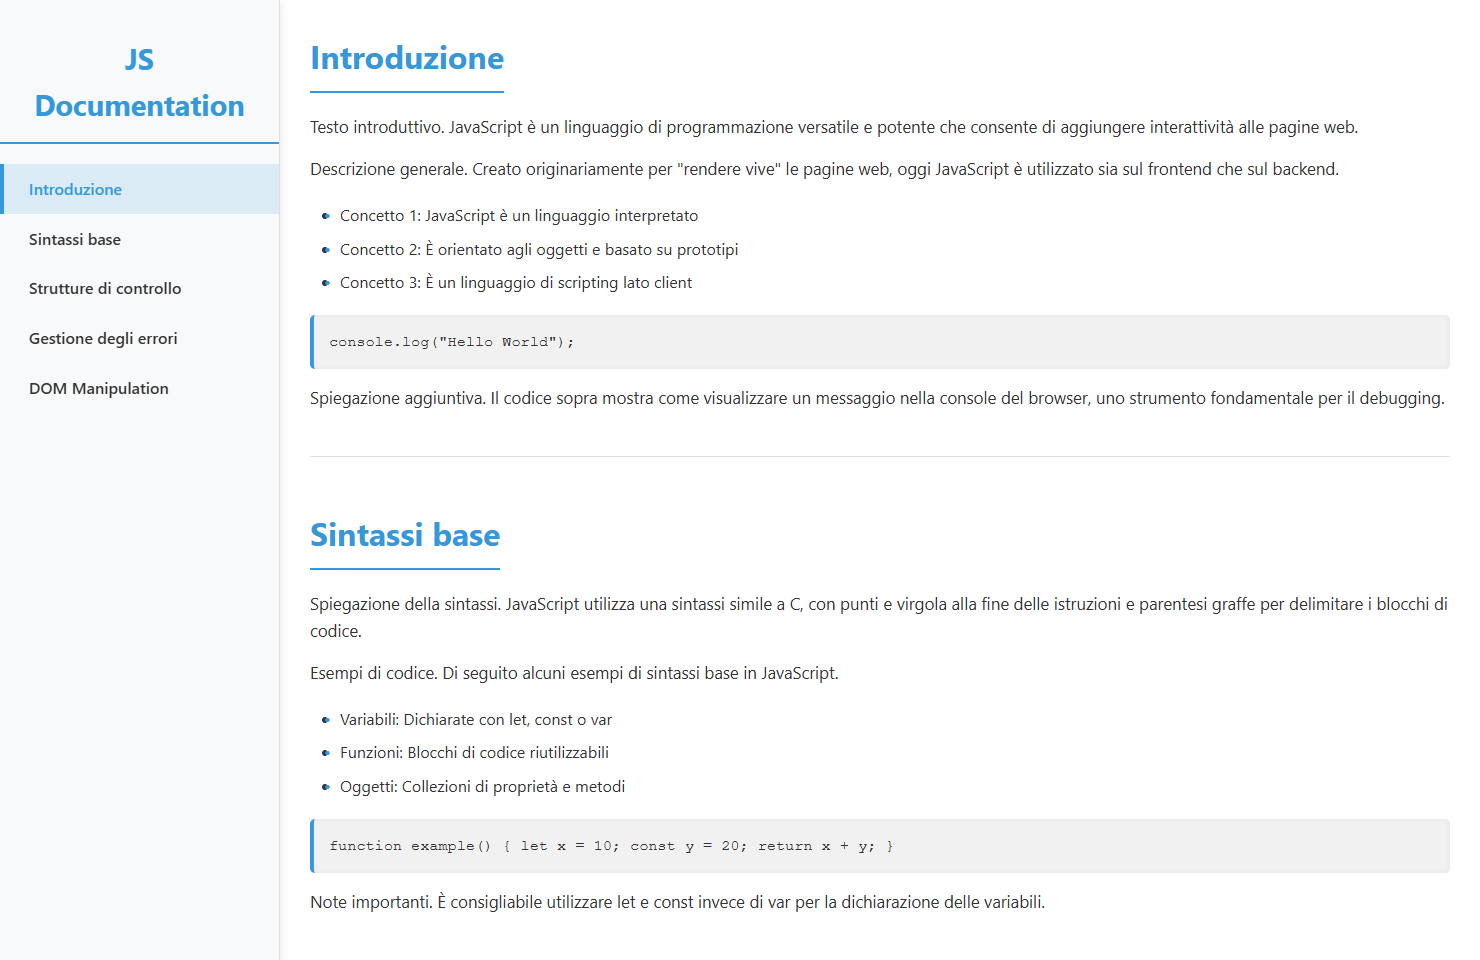 JS
Documentation
Introduzione
Sintassi base
Strutture di controllo
Gestione degli errori
DOM Manipulation
Introduzione
Testo introduttivo. JavaScript è un linguaggio di programmazione versatile e potente che consente di aggiungere interattività alle pagine web.
Descrizione generale. Creato originariamente per "rendere vive" le pagine web, oggi JavaScript è utilizzato sia sul frontend che sul backend.
Concetto 1: JavaScript è un linguaggio interpretato
Concetto 2: È orientato agli oggetti e basato su prototipi
Concetto 3: È un linguaggio di scripting lato client
console.log("Hello World");
Spiegazione aggiuntiva. Il codice sopra mostra come visualizzare un messaggio nella console del browser, uno strumento fondamentale per il debugging.
Sintassi base
Spiegazione della sintassi. JavaScript utilizza una sintassi simile a C, con punti e virgola alla fine delle istruzioni e parentesi graffe per delimitare i blocchi di
codice.
Esempi di codice. Di seguito alcuni esempi di sintassi base in JavaScript.
Variabili: Dichiarate con let, const o var
Funzioni: Blocchi di codice riutilizzabili
Oggetti: Collezioni di proprietà e metodi
function example() { let x = 10; const y = 20; return x + y; }
Note importanti. È consigliabile utilizzare let e const invece di var per la dichiarazione delle variabili.